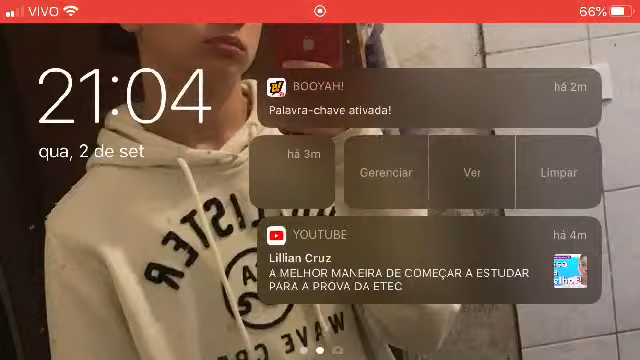 VIVO
66%
21:04
qua, 2 de set
BOOYAH!
há 2m
Palavra-chave ativada!
há 3m
Gerenciar
Ver
Limpar
YOUTUBE
há 4m
Lillian Cruz
A MELHOR MANEIRA DE COMEÇAR A ESTUDAR
PARA A PROVA DA ETEC